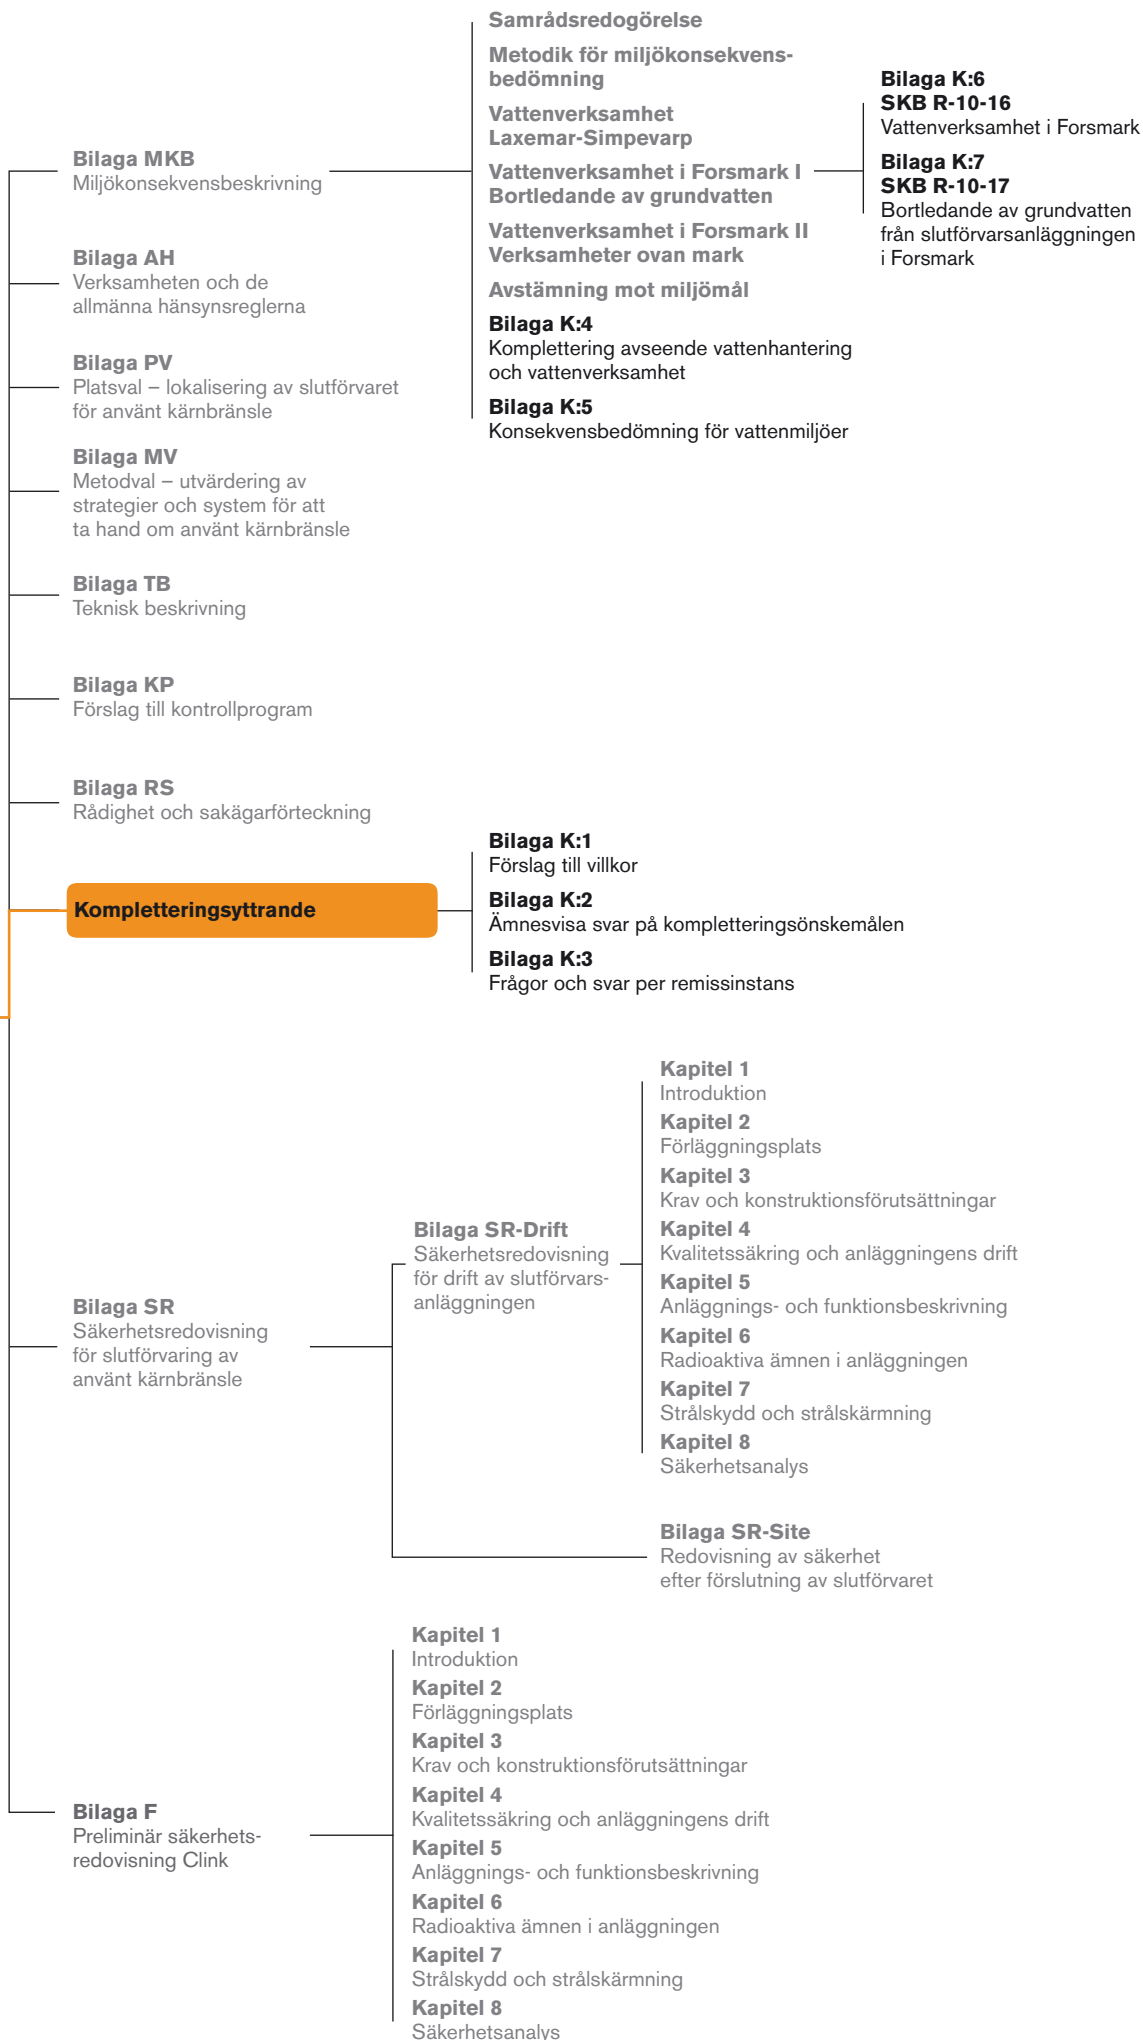 Bilaga MKB
Miljökonsekvensbeskrivning
Samrådsredogörelse
Metodik för miljökonsekvens-
bedömning
Vattenverksamhet
Laxemar-Simpevarp
Vattenverksamhet i Forsmark I
Bortledande av grundvatten
Bilaga K:6
SKB R-10-16
Vattenverksamhet i Forsmark
Bilaga K:7
SKB R-10-17
Bortledande av grundvatten
från slutförvarsanläggningen
i Forsmark
Vattenverksamhet i Forsmark II
Verksamheter ovan mark
Avstämning mot miljömål
Bilaga K:4
Komplettering avseende vattenhantering
och vattenverksamhet
Bilaga K:5
Konsekvensbedömning för vattenmiljöer
Bilaga AH
Verksamheten och de
allmänna hänsynsreglerna
Bilaga PV
Platsval – lokalisering av slutförvaret
för använt kärnbränsle
Bilaga MV
Metodval – utvärdering av
strategier och system för att
ta hand om använt kärnbränsle
Bilaga TB
Teknisk beskrivning
Bilaga KP
Förslag till kontrollprogram
Bilaga RS
Rådighet och sakägarförteckning
Kompletteringsyttrande
Bilaga K:1
Förslag till villkor
Bilaga K:2
Ämnesvisa svar på kompletteringsönskemålen
Bilaga K:3
Frågor och svar per remissinstans
Bilaga SR
Säkerhetsredovisning
för slutförvaring av
använt kärnbränsle
Bilaga SR-Drift
Säkerhetsredovisning
för drift av slutförvars-
anläggningen
Kapitel 1
Introduktion
Kapitel 2
Förläggningsplats
Kapitel 3
Krav och konstruktionsförutsättningar
Kapitel 4
Kvalitetssäkring och anläggningens drift
Kapitel 5
Anläggnings- och funktionsbeskrivning
Kapitel 6
Radioaktiva ämnen i anläggningen
Kapitel 7
Strålskydd och strålskärmning
Kapitel 8
Säkerhetsanalys
Bilaga SR-Site
Redovisning av säkerhet
efter förslutning av slutförvaret
Bilaga F
Preliminär säkerhets-
redovisning Clink
Kapitel 1
Introduktion
Kapitel 2
Förläggningsplats
Kapitel 3
Krav och konstruktionsförutsättningar
Kapitel 4
Kvalitetssäkring och anläggningens drift
Kapitel 5
Anläggnings- och funktionsbeskrivning
Kapitel 6
Radioaktiva ämnen i anläggningen
Kapitel 7
Strålskydd och strålskärmning
Kapitel 8
Säkerhetsanalys